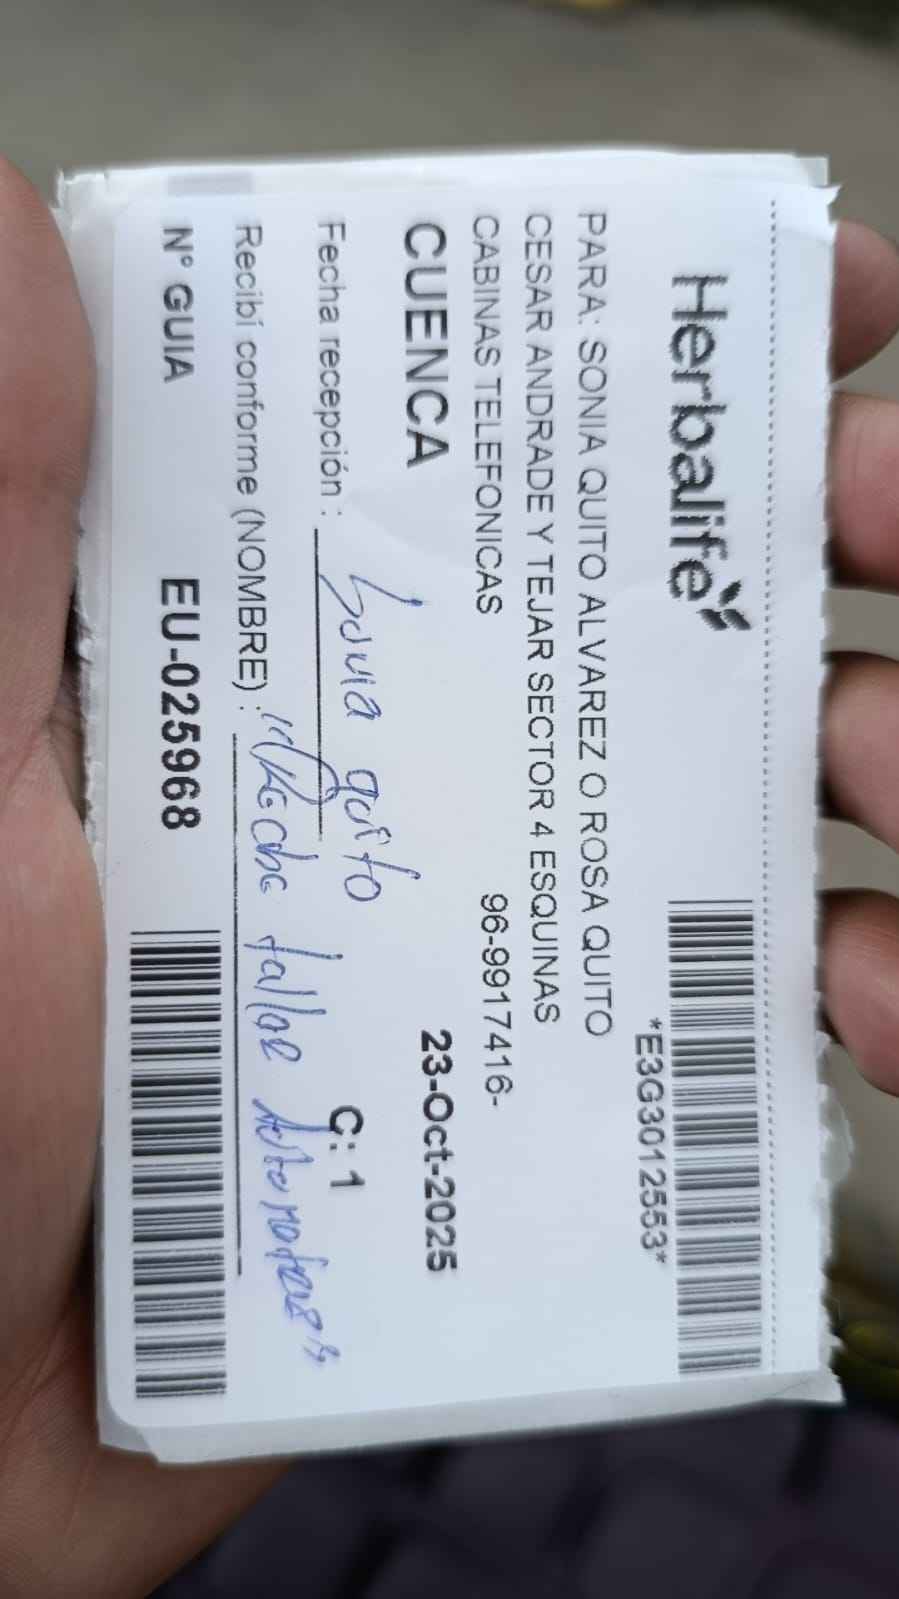 Herbalife
*E3G3012553*
PARA: SONIA QUITO ALVAREZ O ROSA QUITO
CESAR ANDRADE Y TEJAR SECTOR 4 ESQUINAS
CABINAS TELEFONICAS
96-9917416-
CUENCA
23-Oct-2025
Sonia quito
Fecha recepción :
C: 1
Recibí conforme (NOMBRE) :
Nº GUIA
EU-025968